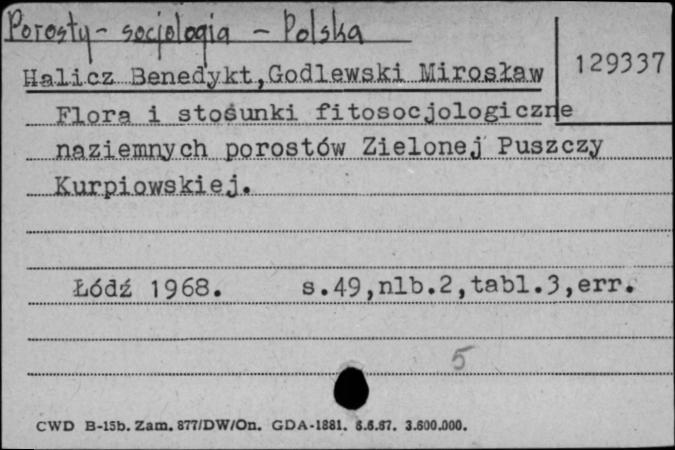 Porosty - socjologia - Polska
Halicz Benedykt,Godlewski Mirosław
129337
Flora i stosunki fitosocjologiczne
naziemnych porostów Zielonej Puszczy
Kurpiowskiej.
Łódź 1968. s.49,nlb.2,tabl.3,err.
5
CWD B-15b. Zam. 877/DW/On. GDA-1881. 6.6.67. 3.600.000.